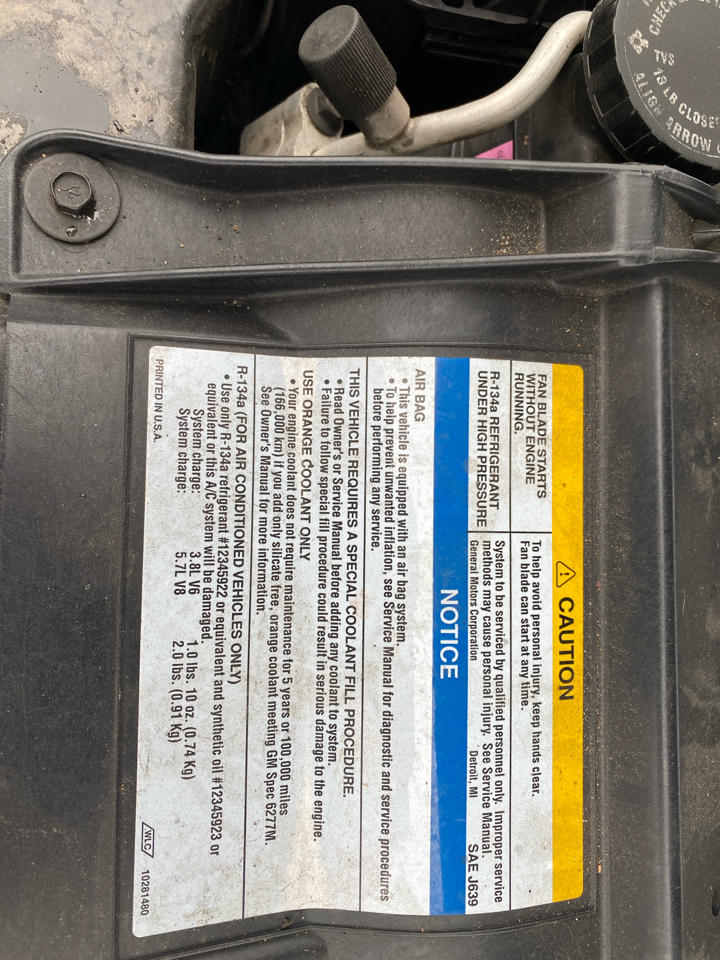 CHECK
TVS
18 LB CLOSE
ALIGN ARROW
CAUTION
FAN BLADE STARTS
WITHOUT ENGINE
RUNNING.
To help avoid personal injury, keep hands clear.
Fan blade can start at any time.
R-134a REFRIGERANT
UNDER HIGH PRESSURE
System to be serviced by qualified personnel only. Improper service
methods may cause personal injury. See Service Manual.
General Motors Corporation Detroit, MI SAE J639
NOTICE
AIR BAG
• This vehicle is equipped with an air bag system.
• To help prevent unwanted inflation, see Service Manual for diagnostic and service procedures
before performing any service.
THIS VEHICLE REQUIRES A SPECIAL COOLANT FILL PROCEDURE.
• Read Owner's or Service Manual before adding any coolant to system.
• Failure to follow special fill procedure could result in serious damage to the engine.
USE ORANGE COOLANT ONLY
• Your engine coolant does not require maintenance for 5 years or 100,000 miles
(166,000 km) if you add only silicate free, orange coolant meeting GM Spec 6277M.
See Owner's Manual for more information.
R-134a (FOR AIR CONDITIONED VEHICLES ONLY)
• Use only R-134a refrigerant #12345922 or equivalent and synthetic oil #12345923 or
equivalent or this A/C system will be damaged.
System charge: 3.8L V6 1.0 lbs. 10 oz. (0.74 Kg)
System charge: 5.7L V8 2.0 lbs. (0.91 Kg)
PRINTED IN U.S.A. WLC 10281480